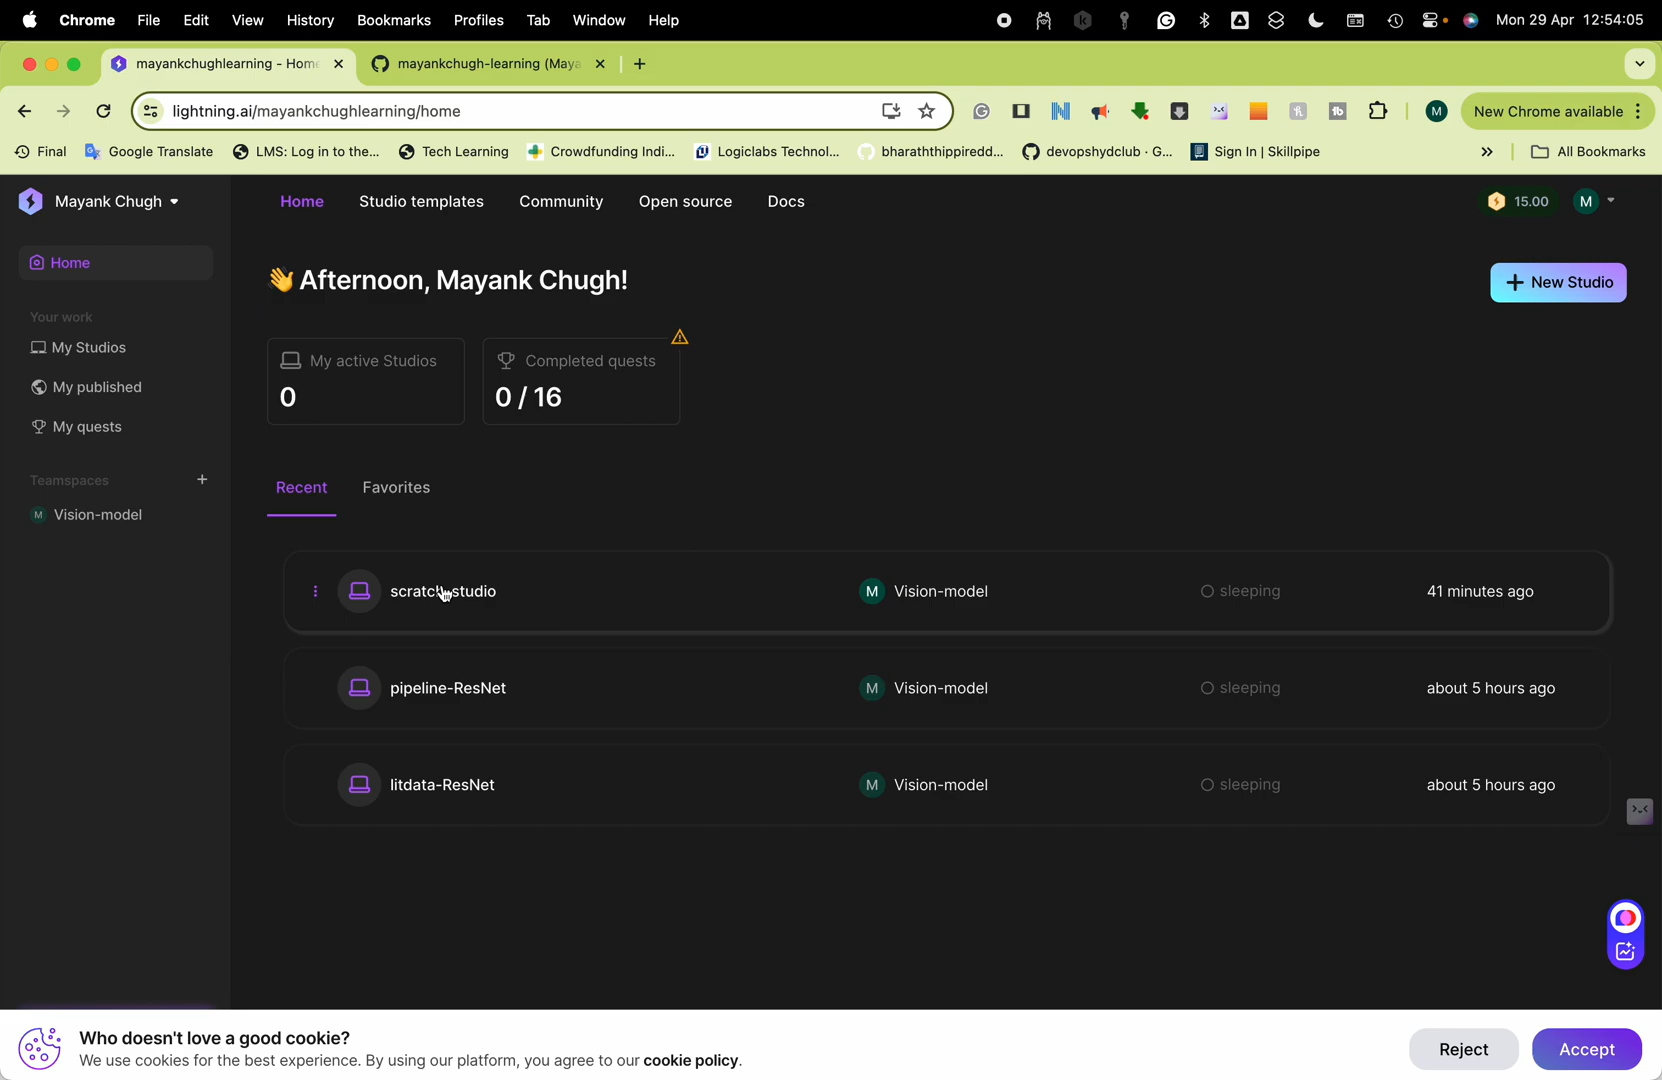 Chrome File Edit View History Bookmarks Profiles Tab Window Help Mon 29 Apr 12:54:05
mayankchughlearning - Home mayankchugh-learning (Maya
lightning.ai/mayankchughlearning/home M New Chrome available
Final Google Translate LMS: Log in to the... Tech Learning Crowdfunding Indi... Logiclabs Technol... bharaththippiredd... devopshydclub · G... Sign In | Skillpipe » All Bookmarks
Mayank Chugh Home Studio templates Community Open source Docs 15.00 M
Home
👋 Afternoon, Mayank Chugh!
+ New Studio
Your work
My Studios
My published
My quests
My active Studios
0
Completed quests
0 / 16
Teamspaces +
M Vision-model
Recent Favorites
M Vision-model sleeping 41 minutes ago
pipeline-ResNet M Vision-model sleeping about 5 hours ago
litdata-ResNet M Vision-model sleeping about 5 hours ago
Who doesn't love a good cookie?
We use cookies for the best experience. By using our platform, you agree to our cookie policy.
Reject Accept